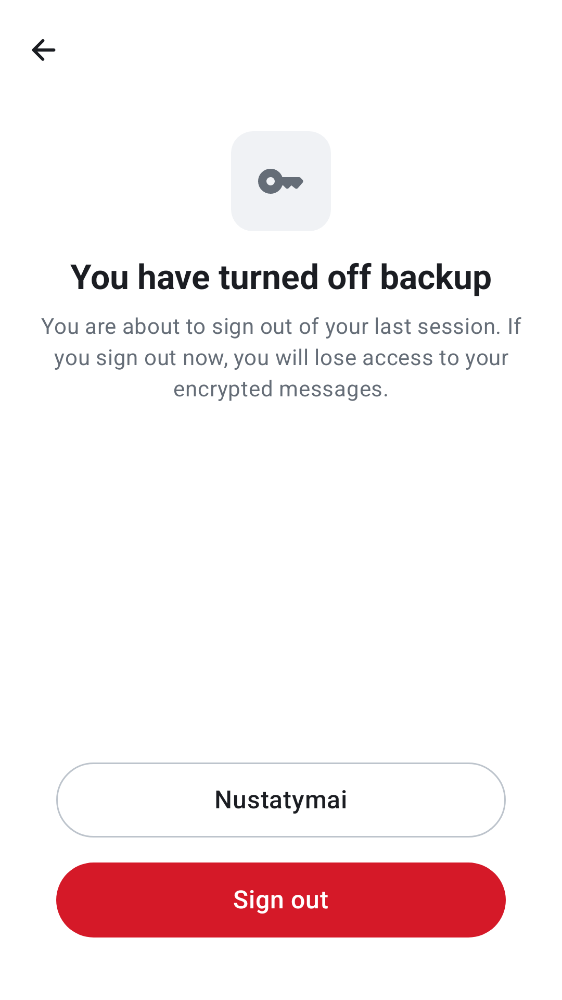 You have turned off backup
You are about to sign out of your last session. If
you sign out now, you will lose access to your
encrypted messages.
Nustatymai
Sign out